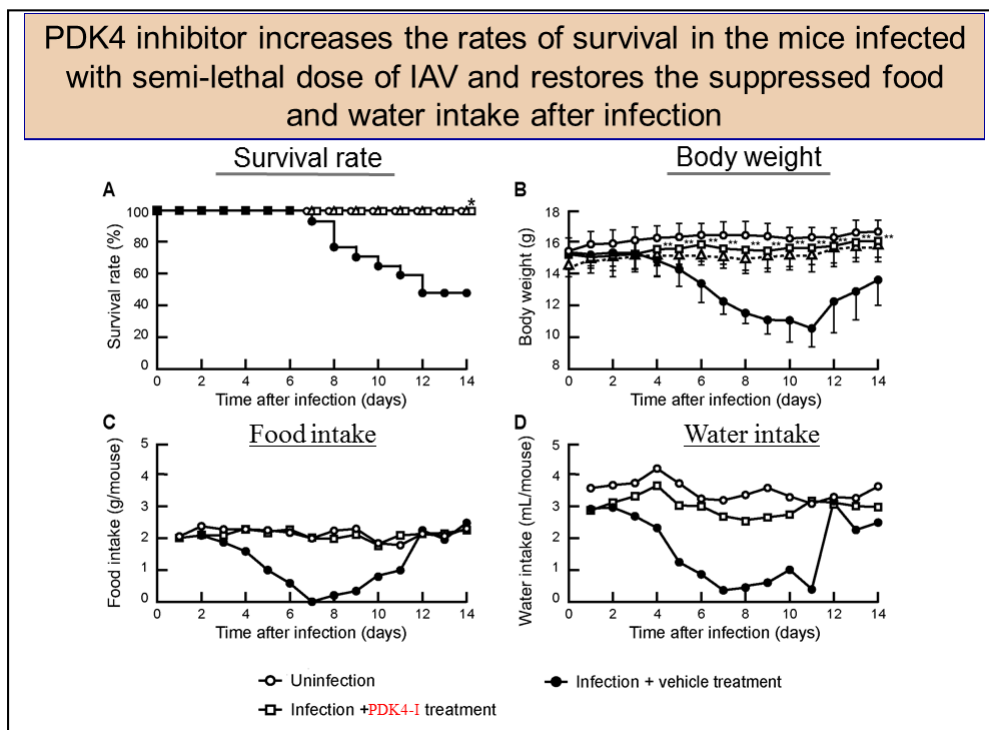 PDK4 inhibitor increases the rates of survival in the mice infected
with semi-lethal dose of IAV and restores the suppressed food
and water intake after infection
Survival rate
Body weight
A
Survival rate (%)
100
80
60
40
20
0
0 2 4 6 8 10 12 14
Time after infection (days)
*
B
Body weight (g)
18
16
14
12
10
8
** ** ** ** ** ** ** ** ** ** **
0 2 4 6 8 10 12 14
Time after infection (days)
C
Food intake
Food intake (g/mouse)
5
4
3
2
1
0
0 2 4 6 8 10 12 14
Time after infection (days)
D
Water intake
Water intake (mL/mouse)
5
4
3
2
1
0
0 2 4 6 8 10 12 14
Time after infection (days)
Uninfection
Infection + vehicle treatment
Infection +PDK4-I treatment